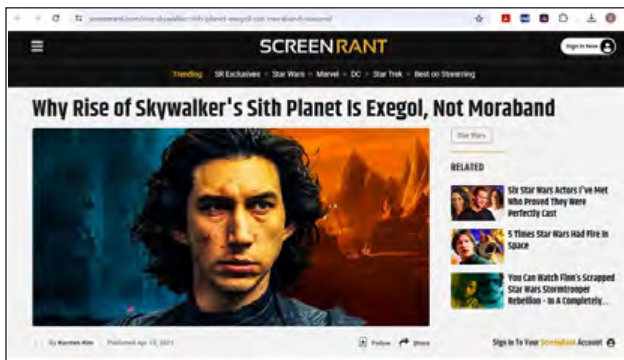 SCREENRANT
Sign In Now
Trending SR Exclusives Star Wars Marvel DC Star Trek Best on Streaming
Why Rise of Skywalker's Sith Planet Is Exegol, Not Moraband
Star Wars
RELATED
Six Star Wars Actors I've Met
Who Proved They Were
Perfectly Cast
5 Times Star Wars Had Fire In
Space
You Can Watch Finn's Scrapped
Star Wars Stormtrooper
Rebellion - In A Completely...
By Published Apr
Follow Share
Sign In To Your ScreenRant Account